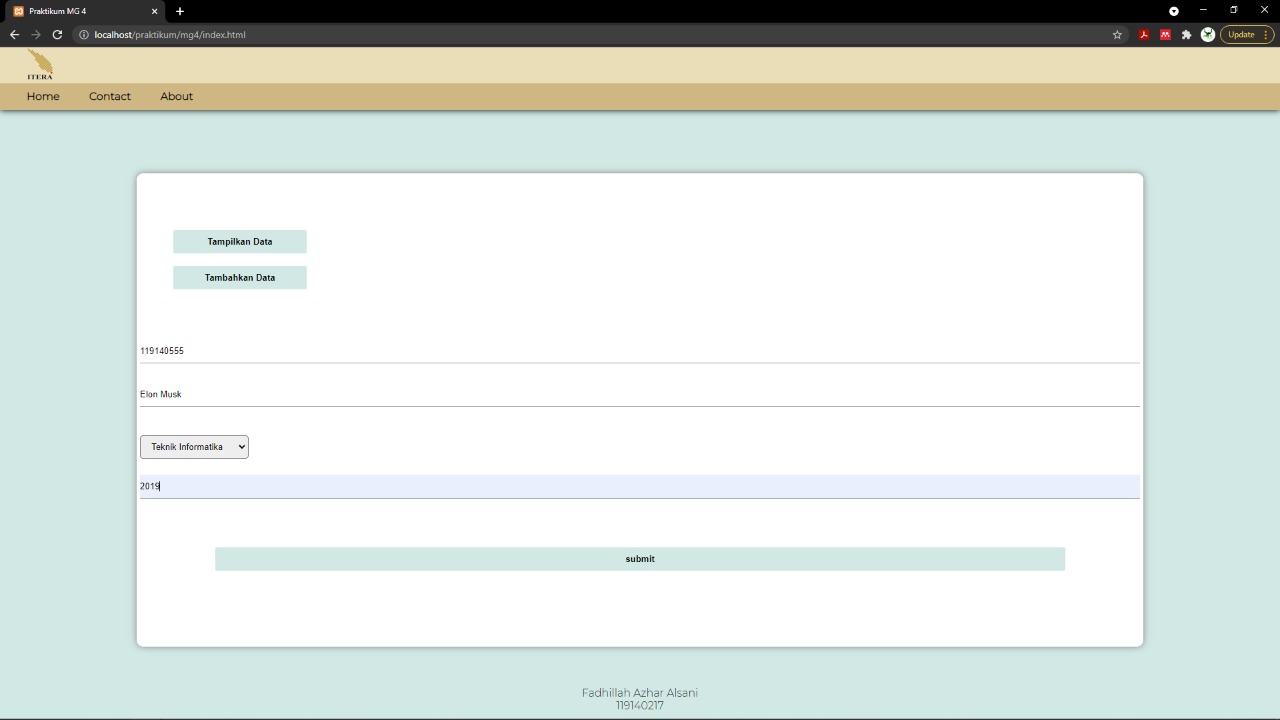 Praktikum MG 4
localhost/praktikum/mg4/index.html
Update
ITERA
Home Contact About
Tampilkan Data
Tambahkan Data
119140555
Elon Musk
Teknik Informatika
2019
submit
Fadhillah Azhar Alsani
119140217